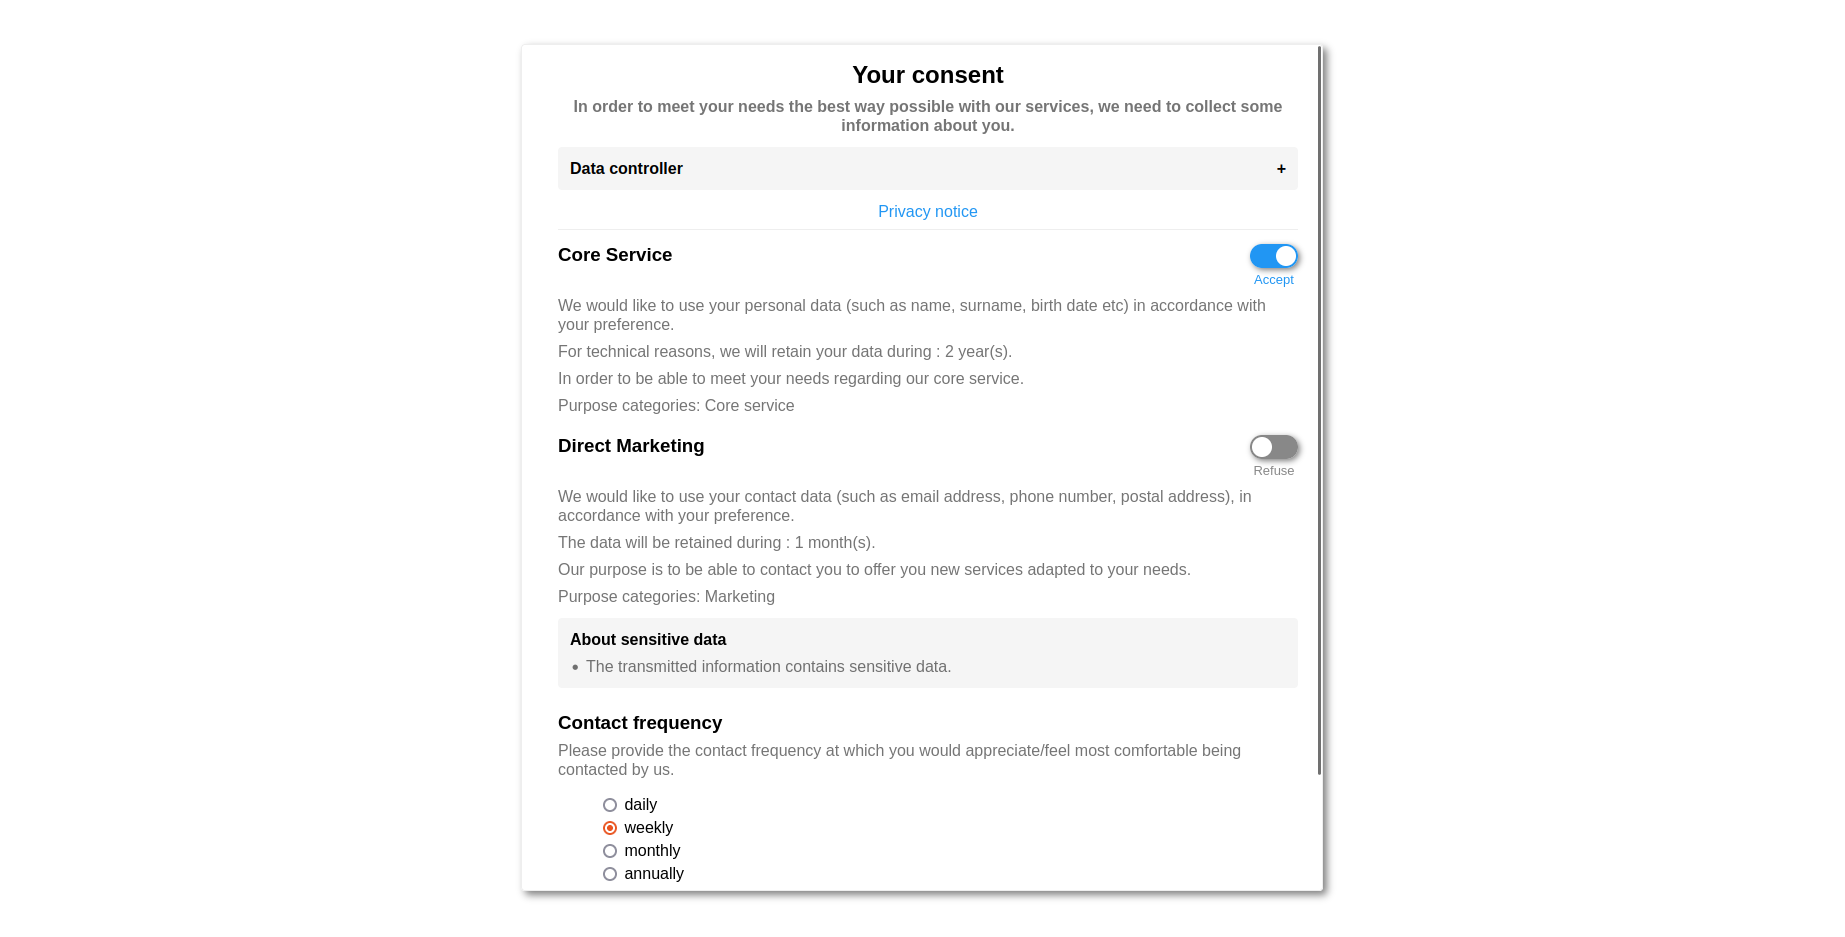 Your consent
In order to meet your needs the best way possible with our services, we need to collect some
information about you.
Data controller +
Privacy notice
Core Service
Accept
We would like to use your personal data (such as name, surname, birth date etc) in accordance with
your preference.
For technical reasons, we will retain your data during : 2 year(s).
In order to be able to meet your needs regarding our core service.
Purpose categories: Core service
Direct Marketing
Refuse
We would like to use your contact data (such as email address, phone number, postal address), in
accordance with your preference.
The data will be retained during : 1 month(s).
Our purpose is to be able to contact you to offer you new services adapted to your needs.
Purpose categories: Marketing
About sensitive data
• The transmitted information contains sensitive data.
Contact frequency
Please provide the contact frequency at which you would appreciate/feel most comfortable being
contacted by us.
daily
weekly
monthly
annually